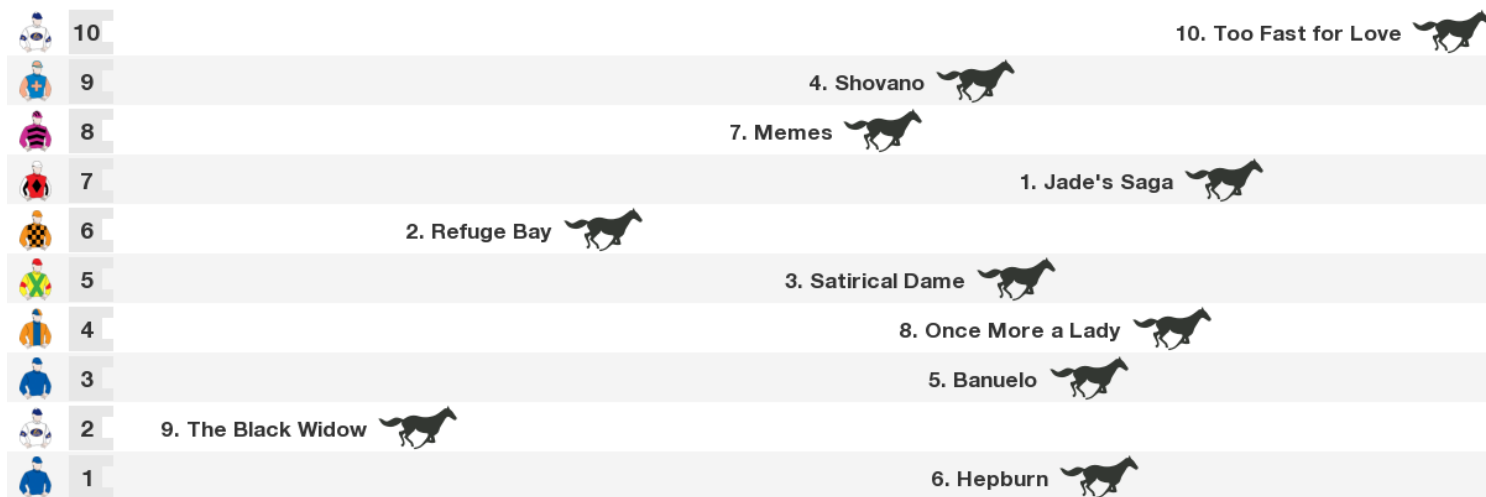 10 10. Too Fast for Love
9 4. Shovano
8 7. Memes
7 1. Jade's Saga
6 2. Refuge Bay
5 3. Satirical Dame
4 8. Once More a Lady
3 5. Banuelo
2 9. The Black Widow
1 6. Hepburn